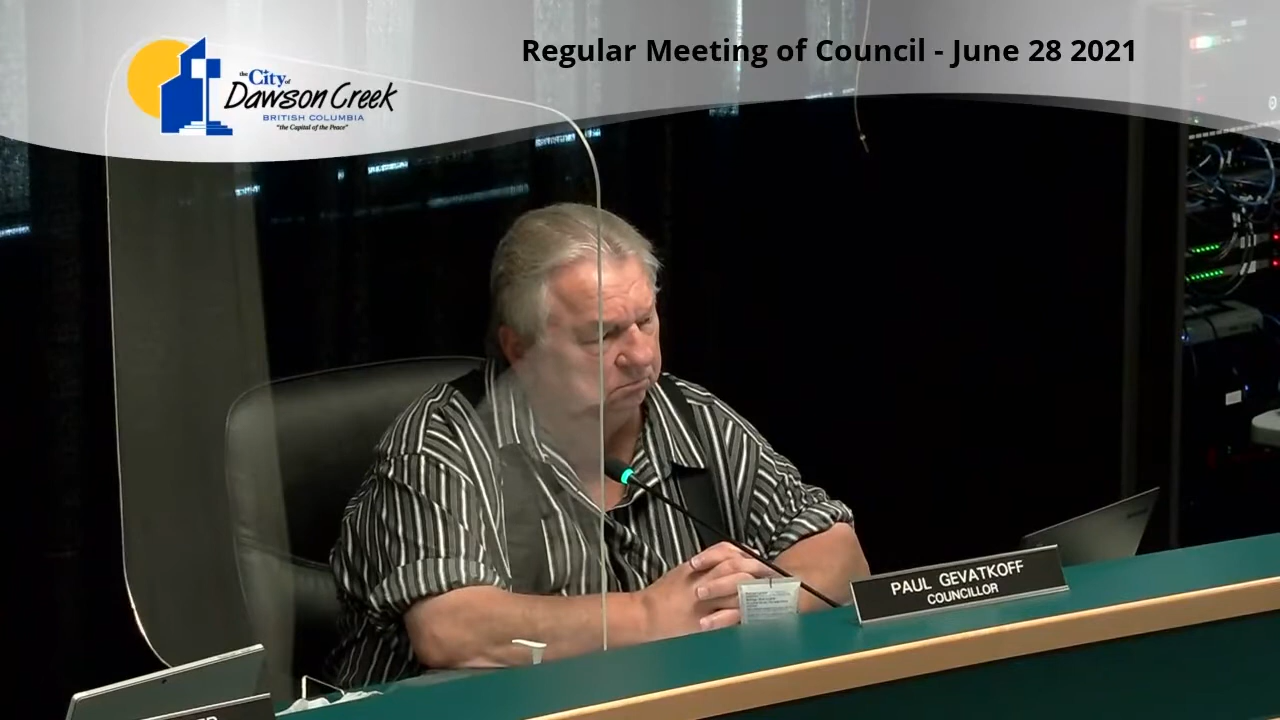 Regular Meeting of Council - June 28 2021
the City of
Dawson Creek
BRITISH COLUMBIA
"the Capital of the Peace"
PAUL GEVATKOFF
COUNCILLOR